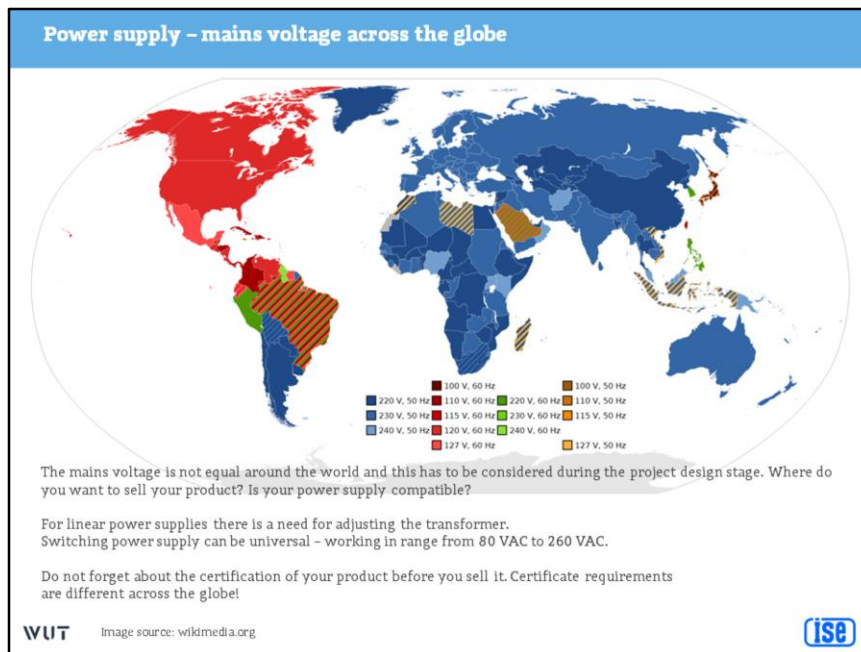 Power supply – mains voltage across the globe
100 V, 60 Hz 100 V, 50 Hz
220 V, 50 Hz 110 V, 60 Hz 220 V, 60 Hz 110 V, 50 Hz
230 V, 50 Hz 115 V, 60 Hz 230 V, 60 Hz 115 V, 50 Hz
240 V, 50 Hz 120 V, 60 Hz 240 V, 60 Hz
127 V, 60 Hz 127 V, 50 Hz
The mains voltage is not equal around the world and this has to be considered during the project design stage. Where do
you want to sell your product? Is your power supply compatible?
For linear power supplies there is a need for adjusting the transformer.
Switching power supply can be universal – working in range from 80 VAC to 260 VAC.
Do not forget about the certification of your product before you sell it. Certificate requirements
are different across the globe!
WUT Image source: wikimedia.org ise